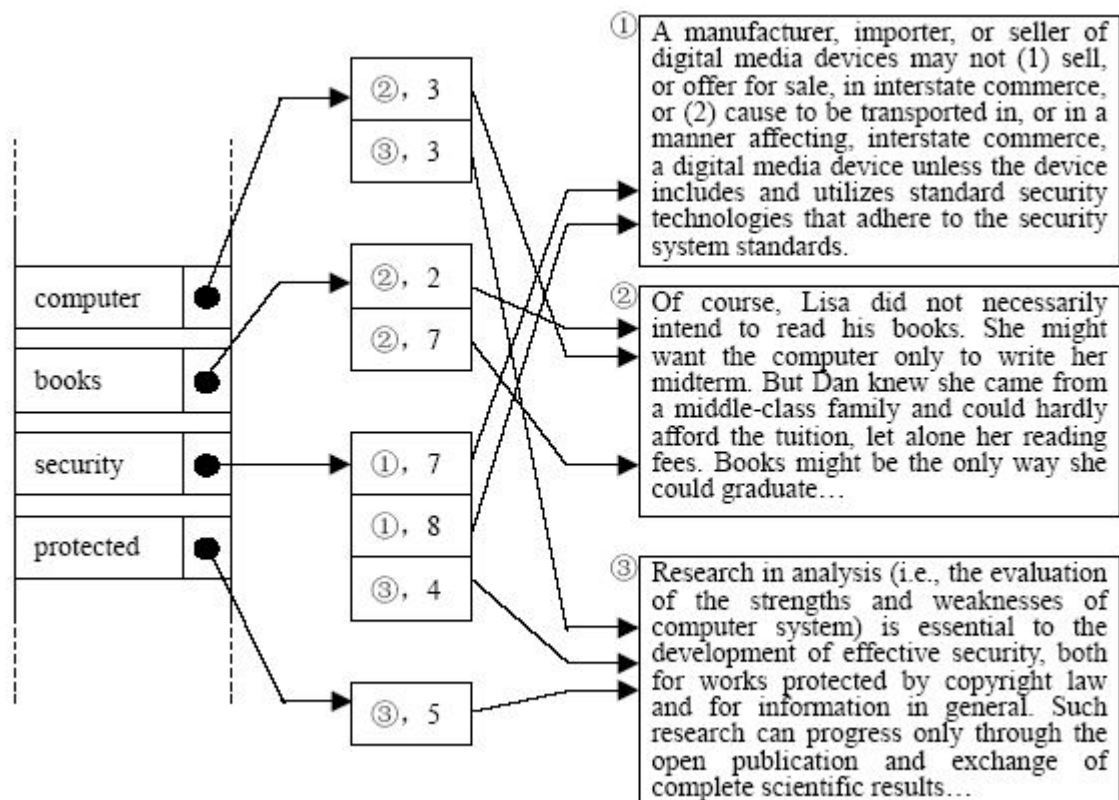 computer
books
security
protected
②, 3
③, 3
②, 2
②, 7
①, 7
①, 8
③, 4
③, 5
①
A manufacturer, importer, or seller of
digital media devices may not (1) sell,
or offer for sale, in interstate commerce,
or (2) cause to be transported in, or in a
manner affecting, interstate commerce,
a digital media device unless the device
includes and utilizes standard security
technologies that adhere to the security
system standards.
②
Of course, Lisa did not necessarily
intend to read his books. She might
want the computer only to write her
midterm. But Dan knew she came from
a middle-class family and could hardly
afford the tuition, let alone her reading
fees. Books might be the only way she
could graduate…
③
Research in analysis (i.e., the evaluation
of the strengths and weaknesses of
computer system) is essential to the
development of effective security, both
for works protected by copyright law
and for information in general. Such
research can progress only through the
open publication and exchange of
complete scientific results…